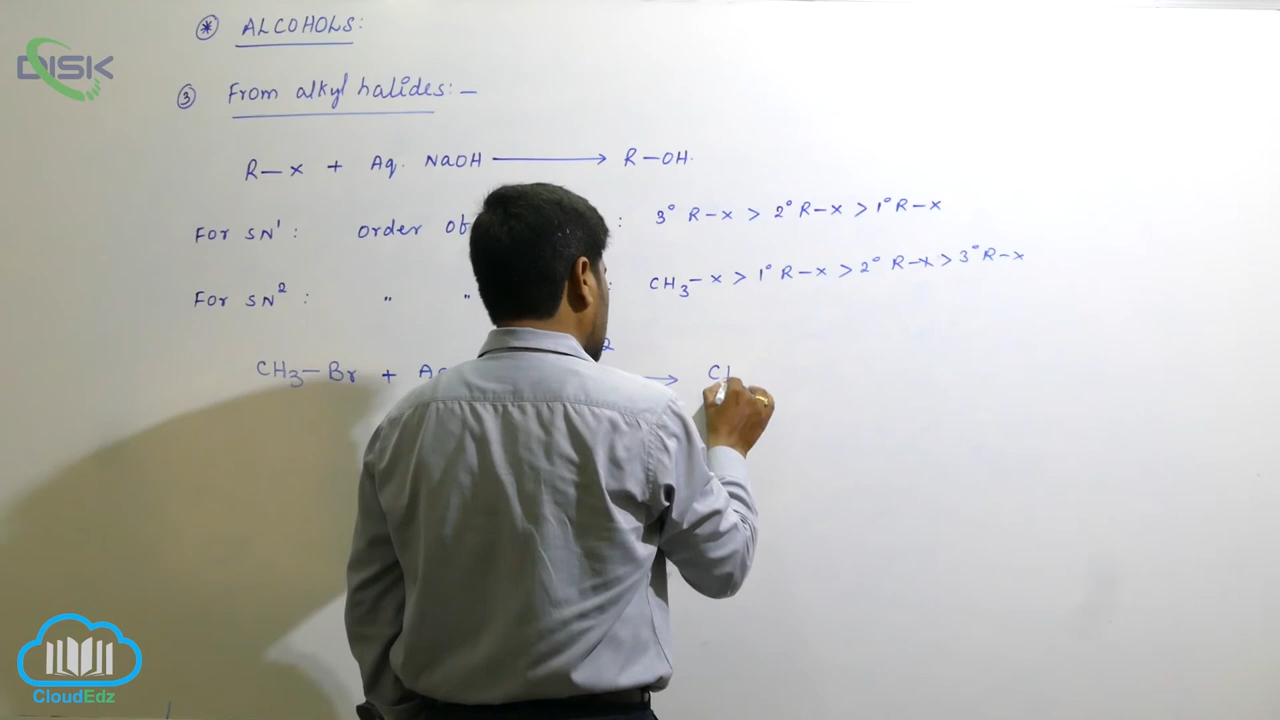 * ALCOHOLS:
DISK
③ From alkyl halides: —
R—X + Aq. NaOH ⟶ R—OH.
For SN¹ : order of : 3° R—X > 2° R—X > 1° R—X
For SN² : " " : CH₃—X > 1° R—X > 2° R—X > 3° R—X
CH₃—Br + 2 ⟶
CloudEdz